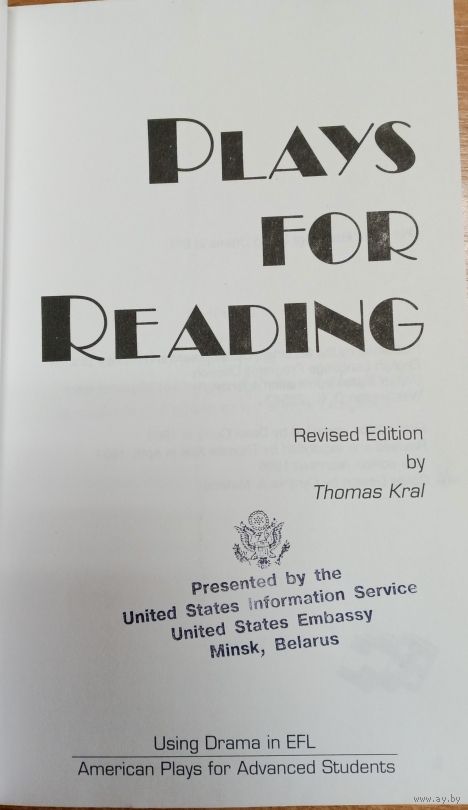 PLAYS
FOR
READING
Revised Edition
by
Thomas Kral
Presented by the
United States Information Service
United States Embassy
Minsk, Belarus
Using Drama in EFL
American Plays for Advanced Students
www.ay.by